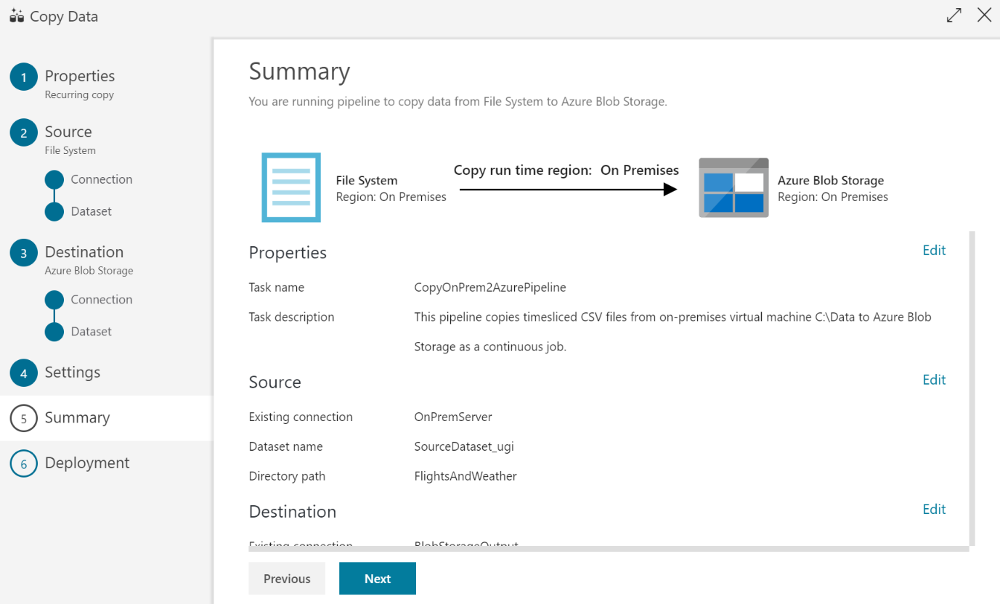 Copy Data
1 Properties
Recurring copy
2 Source
File System
Connection
Dataset
3 Destination
Azure Blob Storage
Connection
Dataset
4 Settings
5 Summary
6 Deployment
Summary
You are running pipeline to copy data from File System to Azure Blob Storage.
File System
Region: On Premises
Copy run time region: On Premises
Azure Blob Storage
Region: On Premises
Properties Edit
Task name CopyOnPrem2AzurePipeline
Task description This pipeline copies timesliced CSV files from on-premises virtual machine C:\Data to Azure Blob
Storage as a continuous job.
Source Edit
Existing connection OnPremServer
Dataset name SourceDataset_ugi
Directory path FlightsAndWeather
Destination Edit
Existing connection BlobStorageOutput
Previous Next